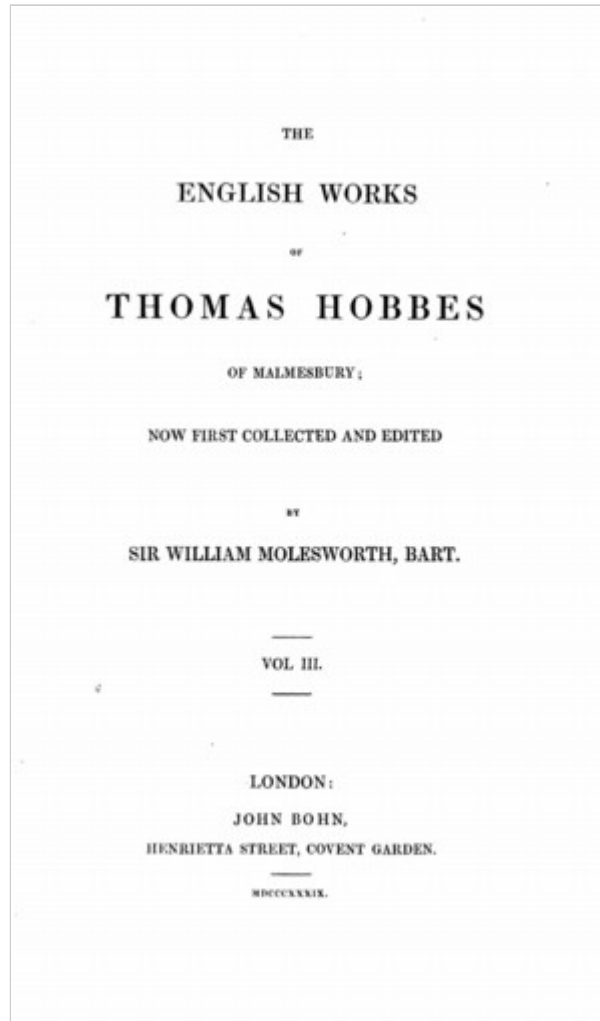 THE
ENGLISH WORKS
OF
THOMAS HOBBES
OF MALMESBURY;
NOW FIRST COLLECTED AND EDITED
BY
SIR WILLIAM MOLESWORTH, BART.
VOL III.
LONDON:
JOHN BOHN,
HENRIETTA STREET, COVENT GARDEN.
MDCCCXXXIX.